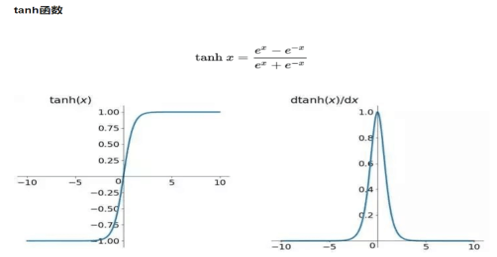 tanh函数
tanh x = \frac{e^x - e^{-x}}{e^x + e^{-x}}
tanh(x)
1.00
0.75
0.50
0.25
-10 -5 0 5 10
-0.25
-0.50
-0.75
-1.00
dtanh(x)/dx
1.0
0.8
0.6
0.4
0.2
-10 -5 0 5 10